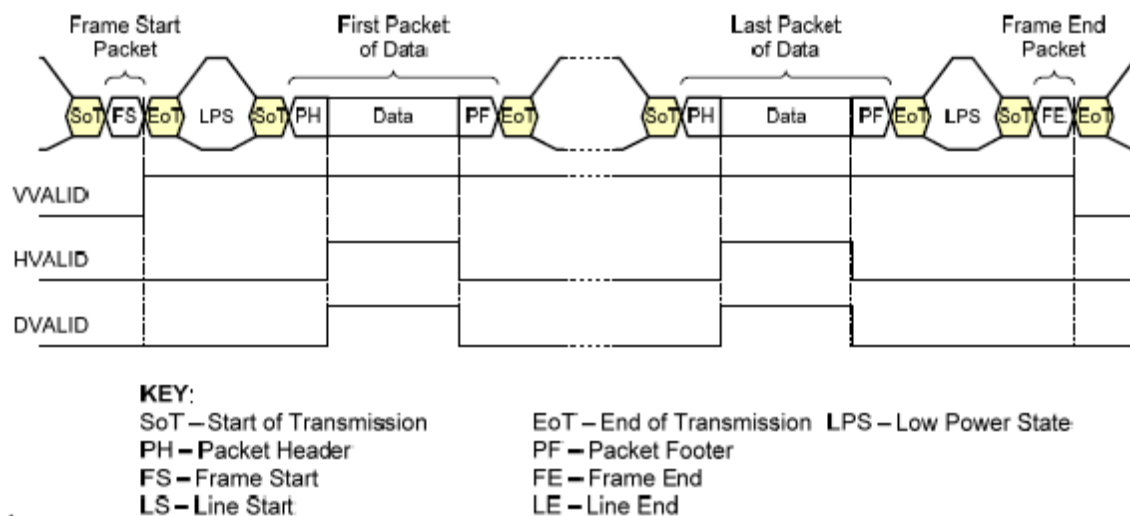 Frame Start
Packet
First Packet
of Data
Last Packet
of Data
Frame End
Packet
SoT FS EoT LPS SoT PH Data PF EoT SoT PH Data PF EoT LPS SoT FE EoT
VVALID
HVALID
DVALID
KEY:
SoT – Start of Transmission EoT – End of Transmission LPS – Low Power State
PH – Packet Header PF – Packet Footer
FS – Frame Start FE – Frame End
LS – Line Start LE – Line End